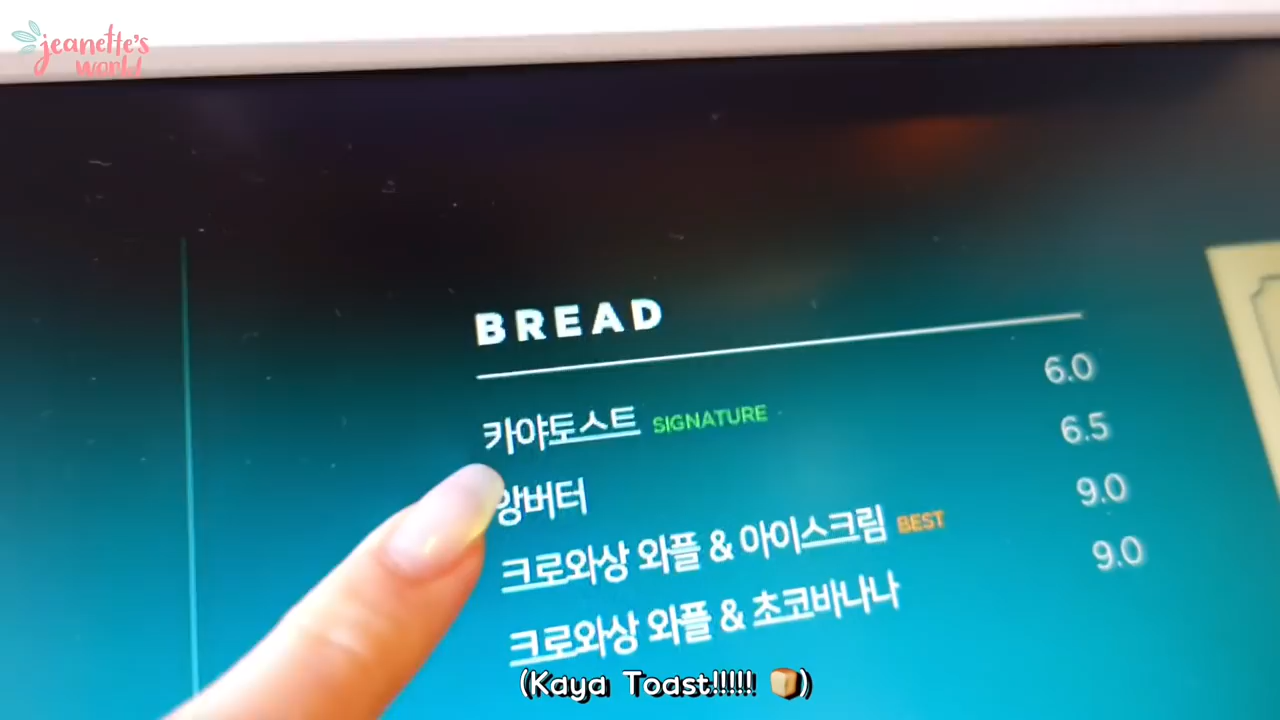 jeanette's
world
BREAD
카야토스트 SIGNATURE 6.0
앙버터 6.5
크로와상 와플 & 아이스크림 BEST 9.0
크로와상 와플 & 초코바나나 9.0
(Kaya Toast!!!!! 🍞)